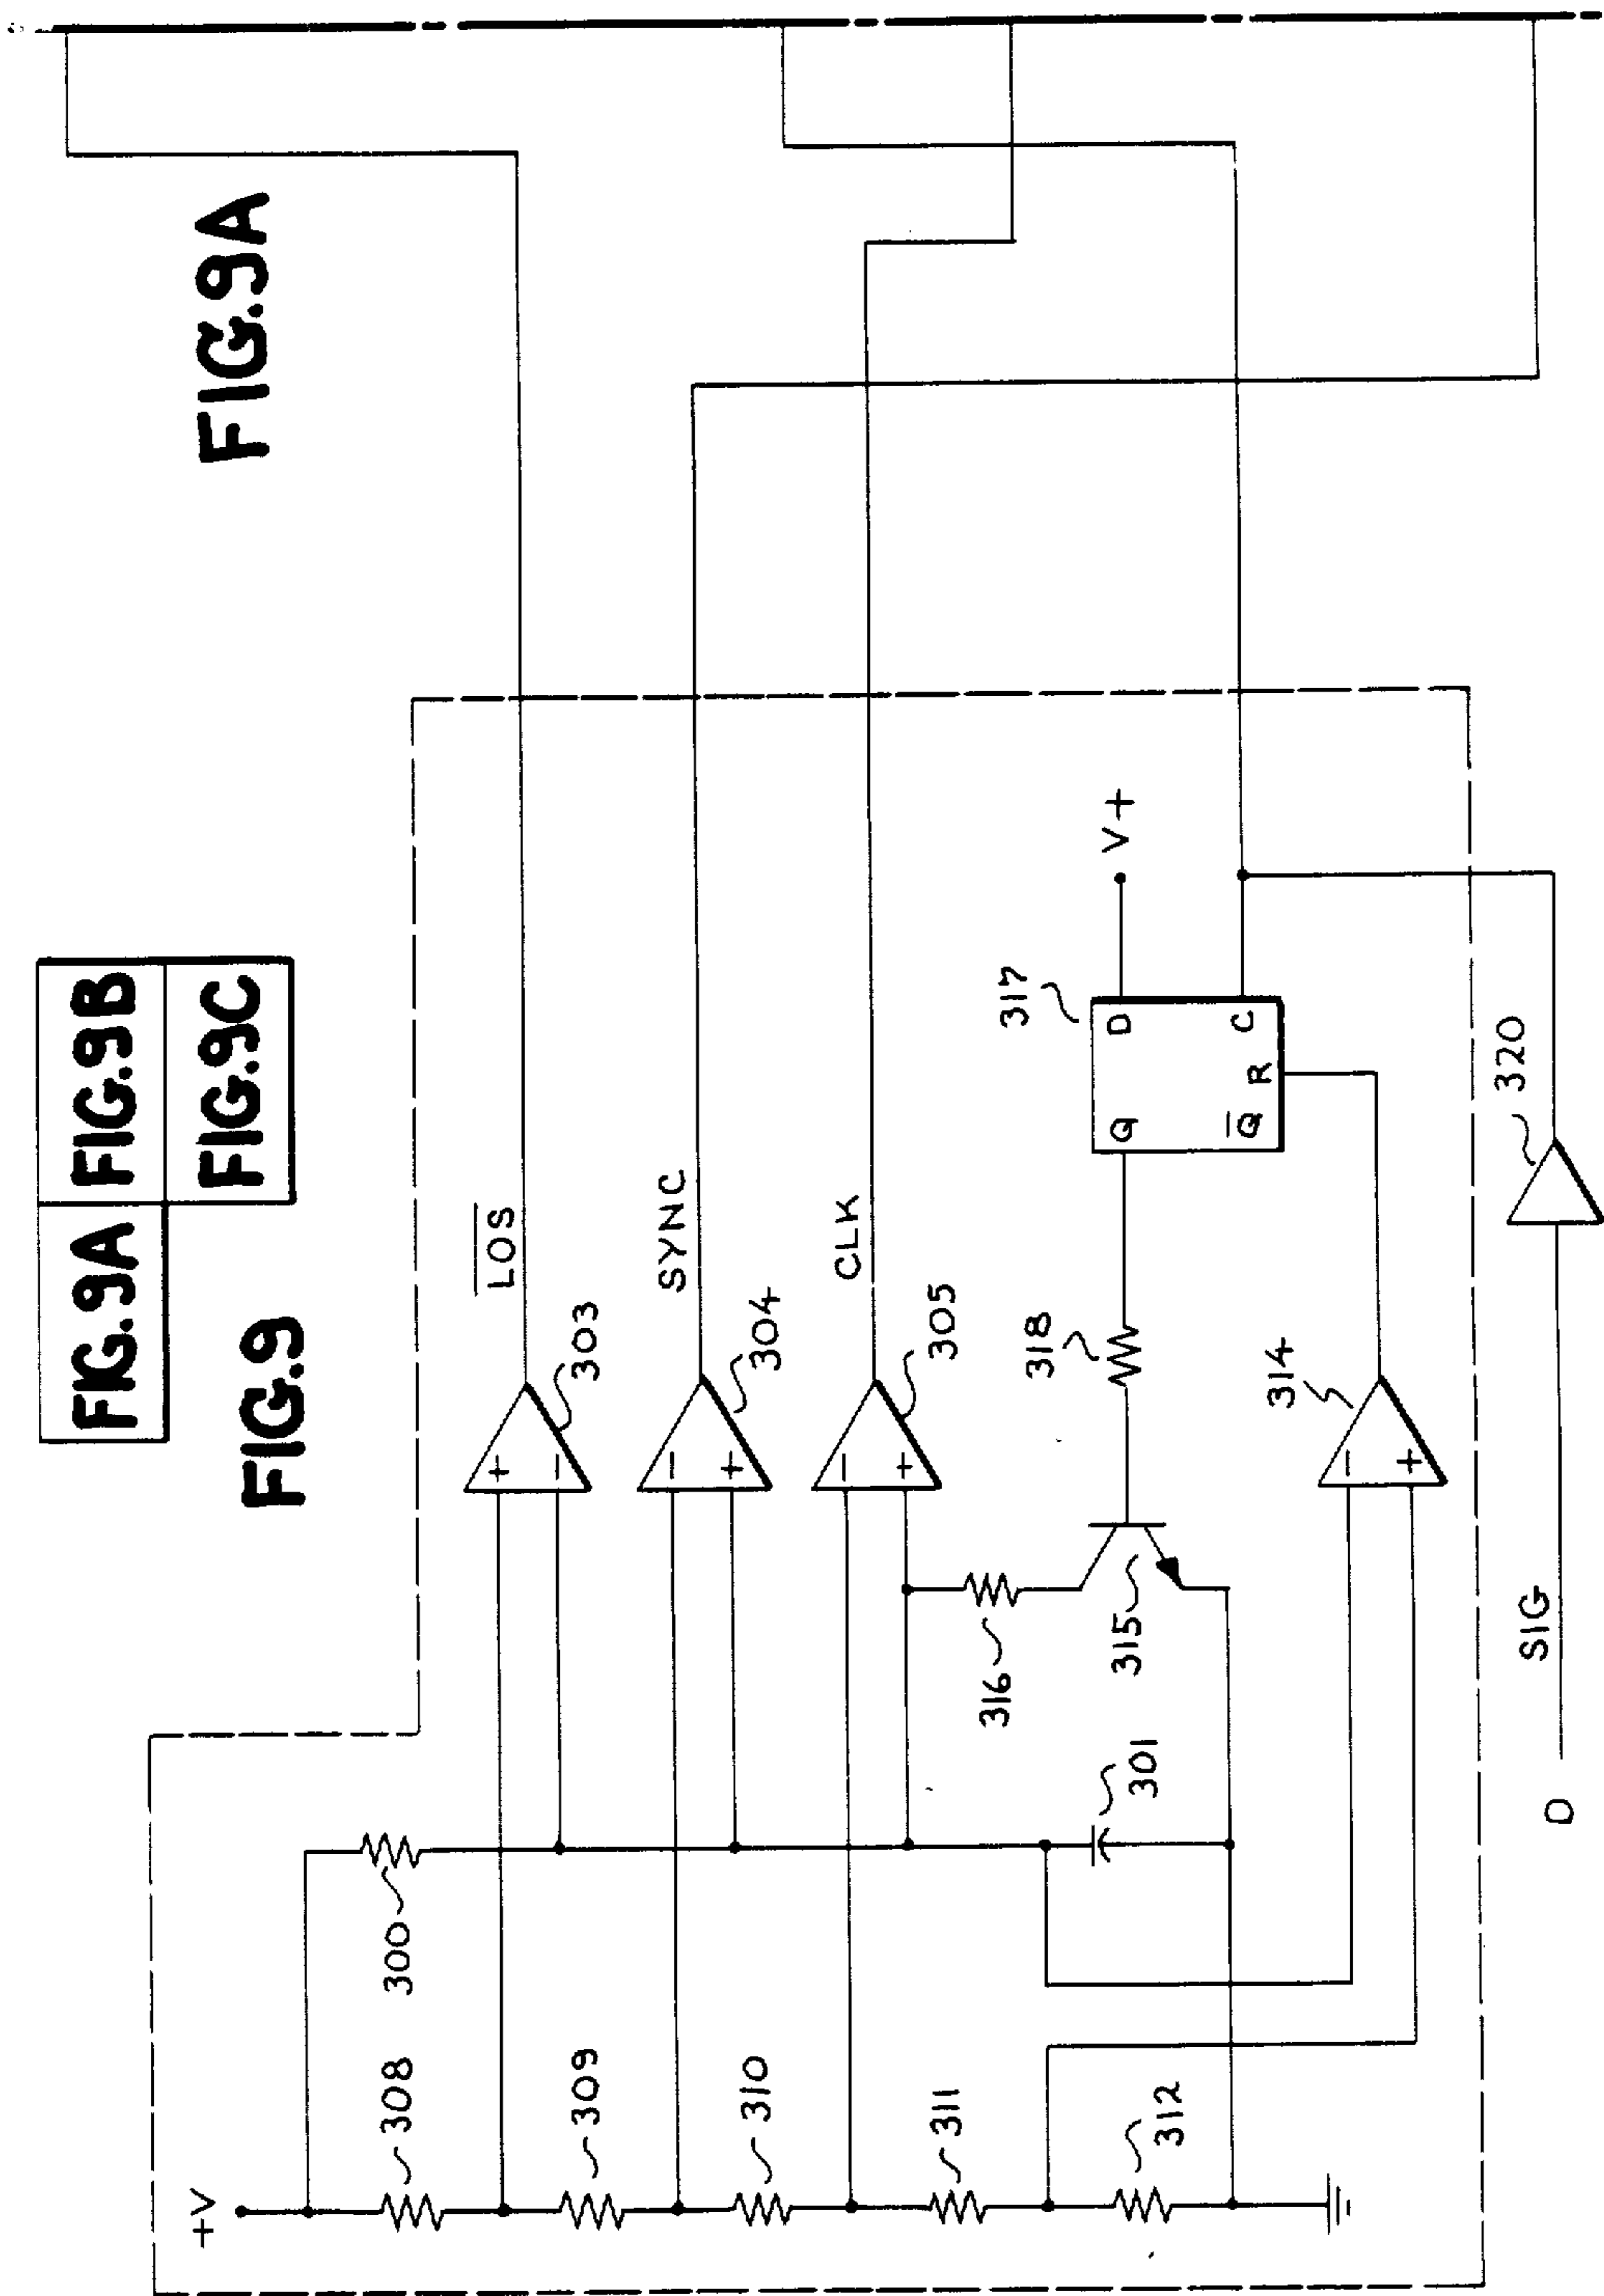 FIG.9A FIG.9B
FIG.9C
FIG.9
FIG.9A
+V
308
300
309
310
311
312
301
LOS
303
+
−
SYNC
304
−
+
CLK
305
−
+
316
315
318
317
D
Q
C
Q
R
V+
314
−
+
D
SIG
320